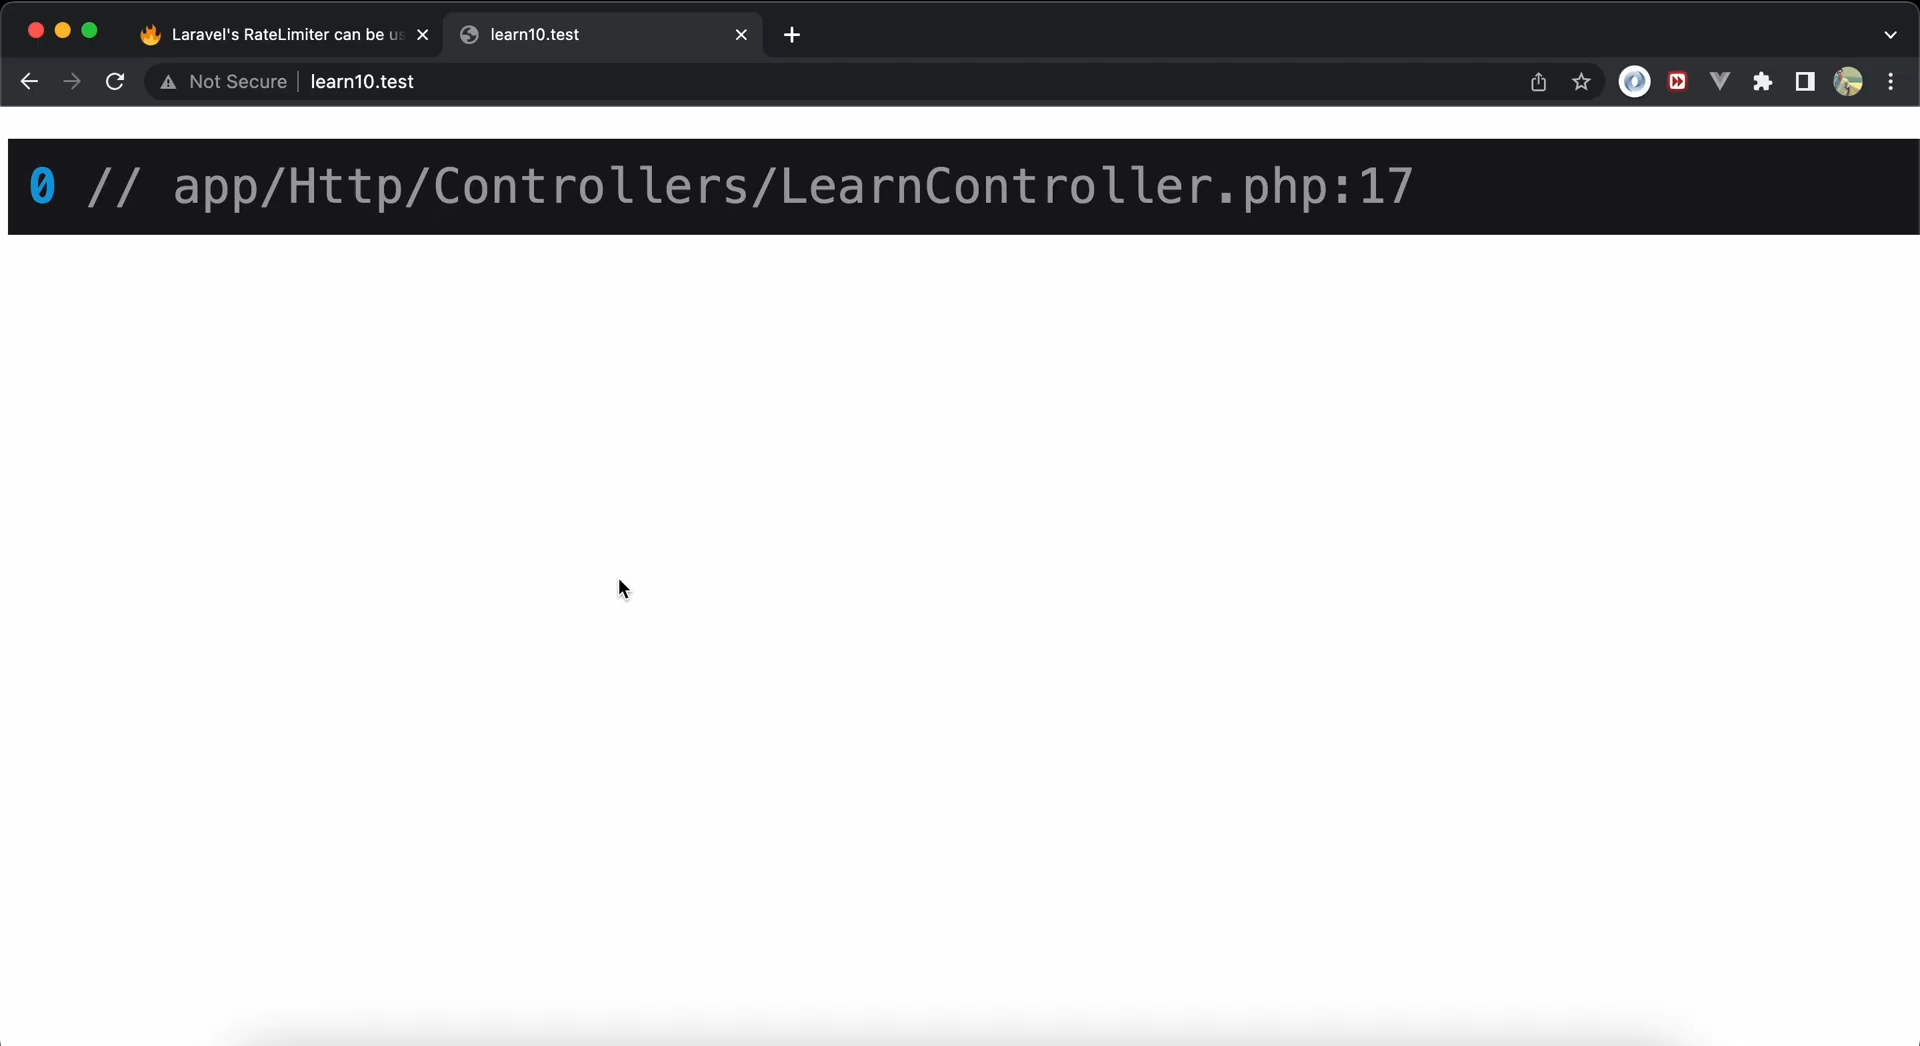 Laravel's RateLimiter can be us
learn10.test
Not Secure
learn10.test
0 // app/Http/Controllers/LearnController.php:17